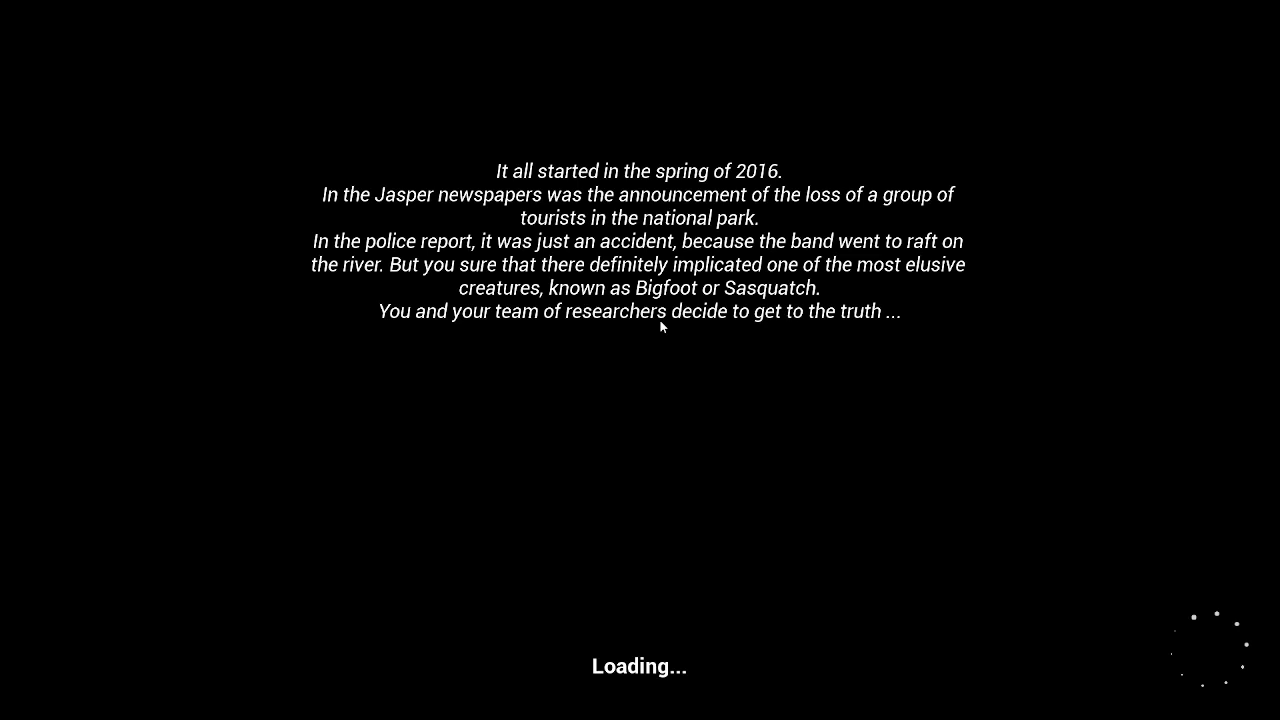 It all started in the spring of 2016.
In the Jasper newspapers was the announcement of the loss of a group of
tourists in the national park.
In the police report, it was just an accident, because the band went to raft on
the river. But you sure that there definitely implicated one of the most elusive
creatures, known as Bigfoot or Sasquatch.
You and your team of researchers decide to get to the truth ...
Loading...